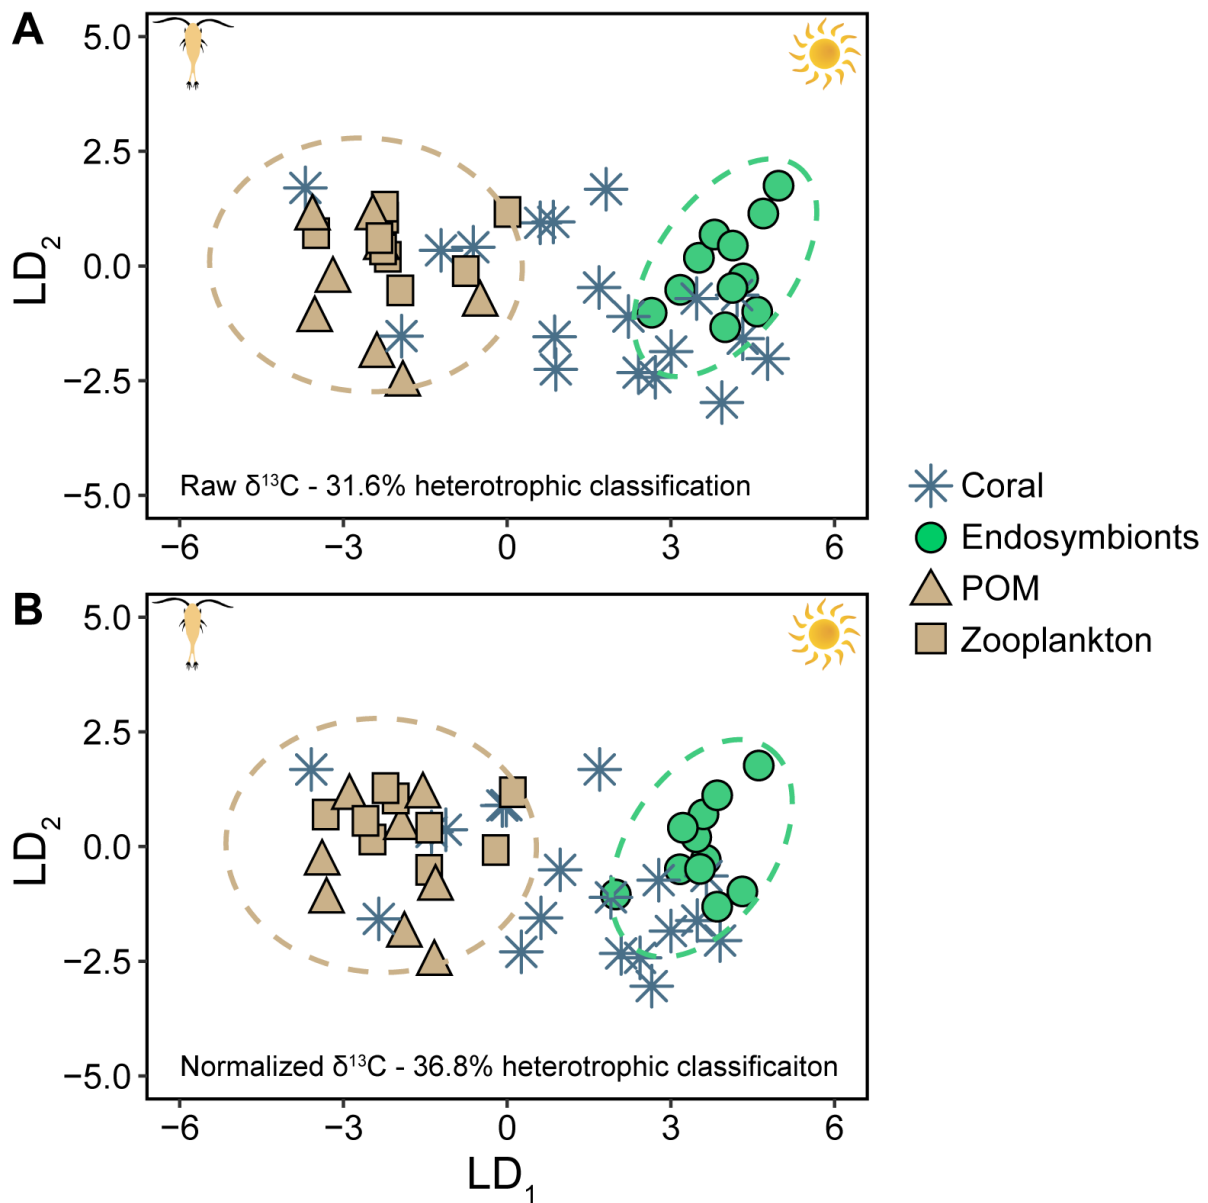 A
5.0
2.5
0.0
−2.5
−5.0
LD2
Raw δ¹³C - 31.6% heterotrophic classification
−6 −3 0 3 6
Coral
Endosymbionts
POM
Zooplankton
B
5.0
2.5
0.0
−2.5
−5.0
LD2
Normalized δ¹³C - 36.8% heterotrophic classificaiton
−6 −3 0 3 6
LD1